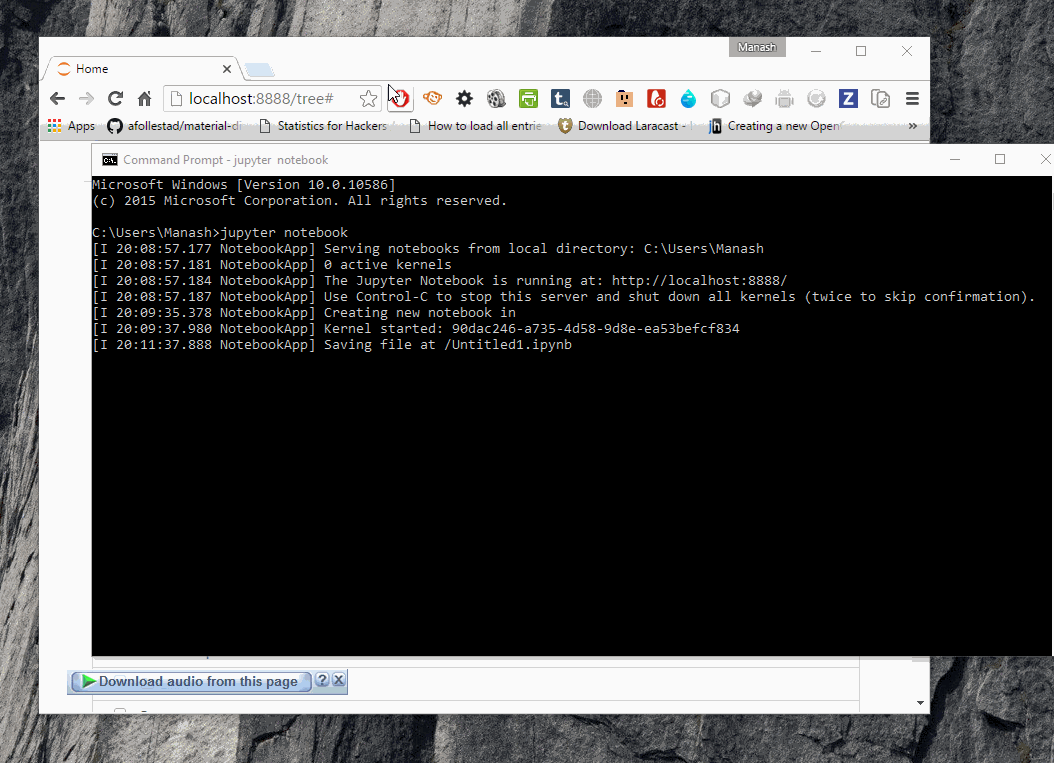 Manash
Home
localhost:8888/tree#
Apps
afollestad/material-di
Statistics for Hackers
How to load all entrie
Download Laracast -
Creating a new Open
»
Command Prompt - jupyter notebook
Microsoft Windows [Version 10.0.10586]
(c) 2015 Microsoft Corporation. All rights reserved.
C:\Users\Manash>jupyter notebook
[I 20:08:57.177 NotebookApp] Serving notebooks from local directory: C:\Users\Manash
[I 20:08:57.181 NotebookApp] 0 active kernels
[I 20:08:57.184 NotebookApp] The Jupyter Notebook is running at: http://localhost:8888/
[I 20:08:57.187 NotebookApp] Use Control-C to stop this server and shut down all kernels (twice to skip confirmation).
[I 20:09:35.378 NotebookApp] Creating new notebook in
[I 20:09:37.980 NotebookApp] Kernel started: 90dac246-a735-4d58-9d8e-ea53befcf834
[I 20:11:37.888 NotebookApp] Saving file at /Untitled1.ipynb
Download audio from this page ?